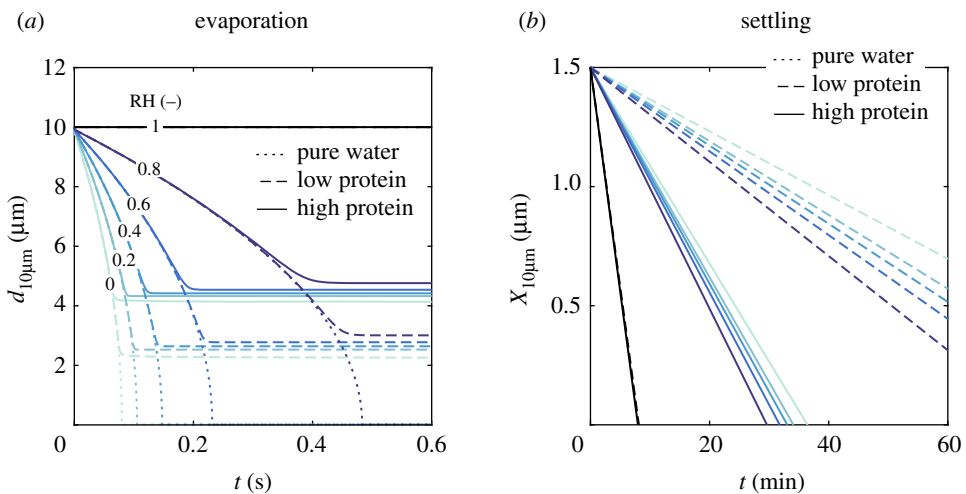 (a) evaporation
12
10
8
6
4
2
0 0.2 0.4 0.6
d10μm (μm)
t (s)
RH (–)
1
0.8
0.6
0.4
0.2
0
pure water
low protein
high protein
(b) settling
1.5
1.0
0.5
0 20 40 60
X10μm (μm)
t (min)
pure water
low protein
high protein